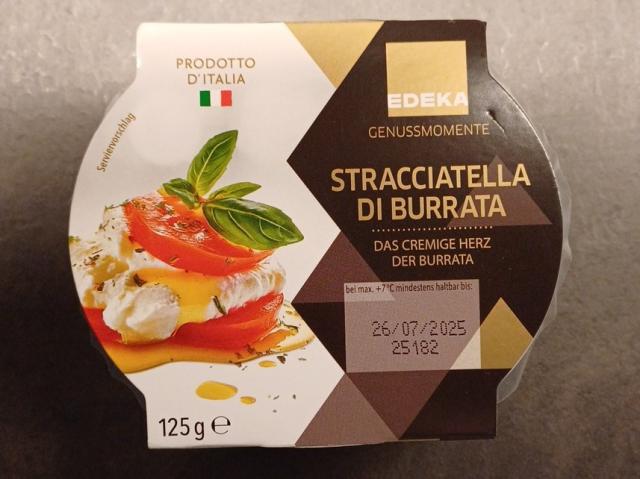 PRODOTTO
D'ITALIA
Serviervorschlag
EDEKA
GENUSSMOMENTE
STRACCIATELLA
DI BURRATA
DAS CREMIGE HERZ
DER BURRATA
bei max. +7°C mindestens haltbar bis:
26/07/2025
25182
125 g ℮